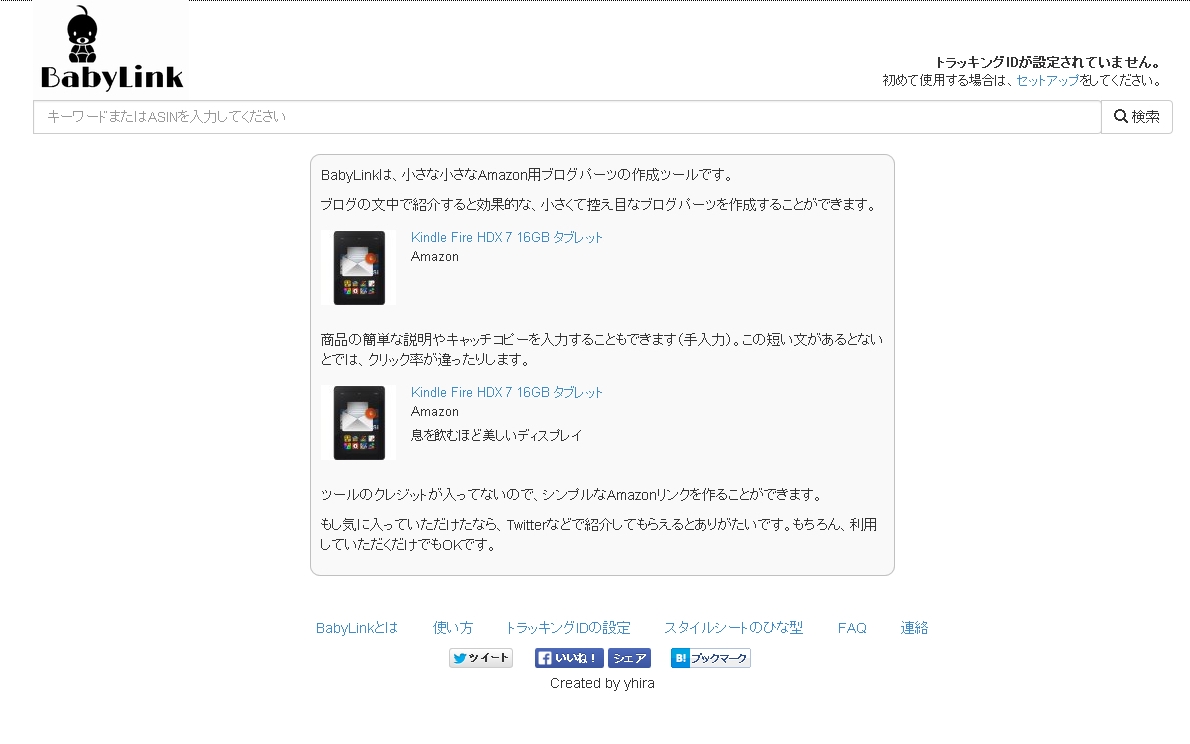 BabyLink
トラッキングIDが設定されていません。
初めて使用する場合は、セットアップをしてください。
キーワードまたはASINを入力してください
検索
BabyLinkは、小さな小さなAmazon用ブログパーツの作成ツールです。
ブログの文中で紹介すると効果的な、小さくて控え目なブログパーツを作成することができます。
Kindle Fire HDX 7 16GB タブレット
Amazon
商品の簡単な説明やキャッチコピーを入力することもできます(手入力)。この短い文があるとない
とでは、クリック率が違ったりします。
Kindle Fire HDX 7 16GB タブレット
Amazon
息を飲むほど美しいディスプレイ
ツールのクレジットが入ってないので、シンプルなAmazonリンクを作ることができます。
もし気に入っていただけたなら、Twitterなどで紹介してもらえるとありがたいです。もちろん、利用
していただくだけでもOKです。
BabyLinkとは 使い方 トラッキングIDの設定 スタイルシートのひな型 FAQ 連絡
ツイート いいね! シェア B! ブックマーク
Created by yhira